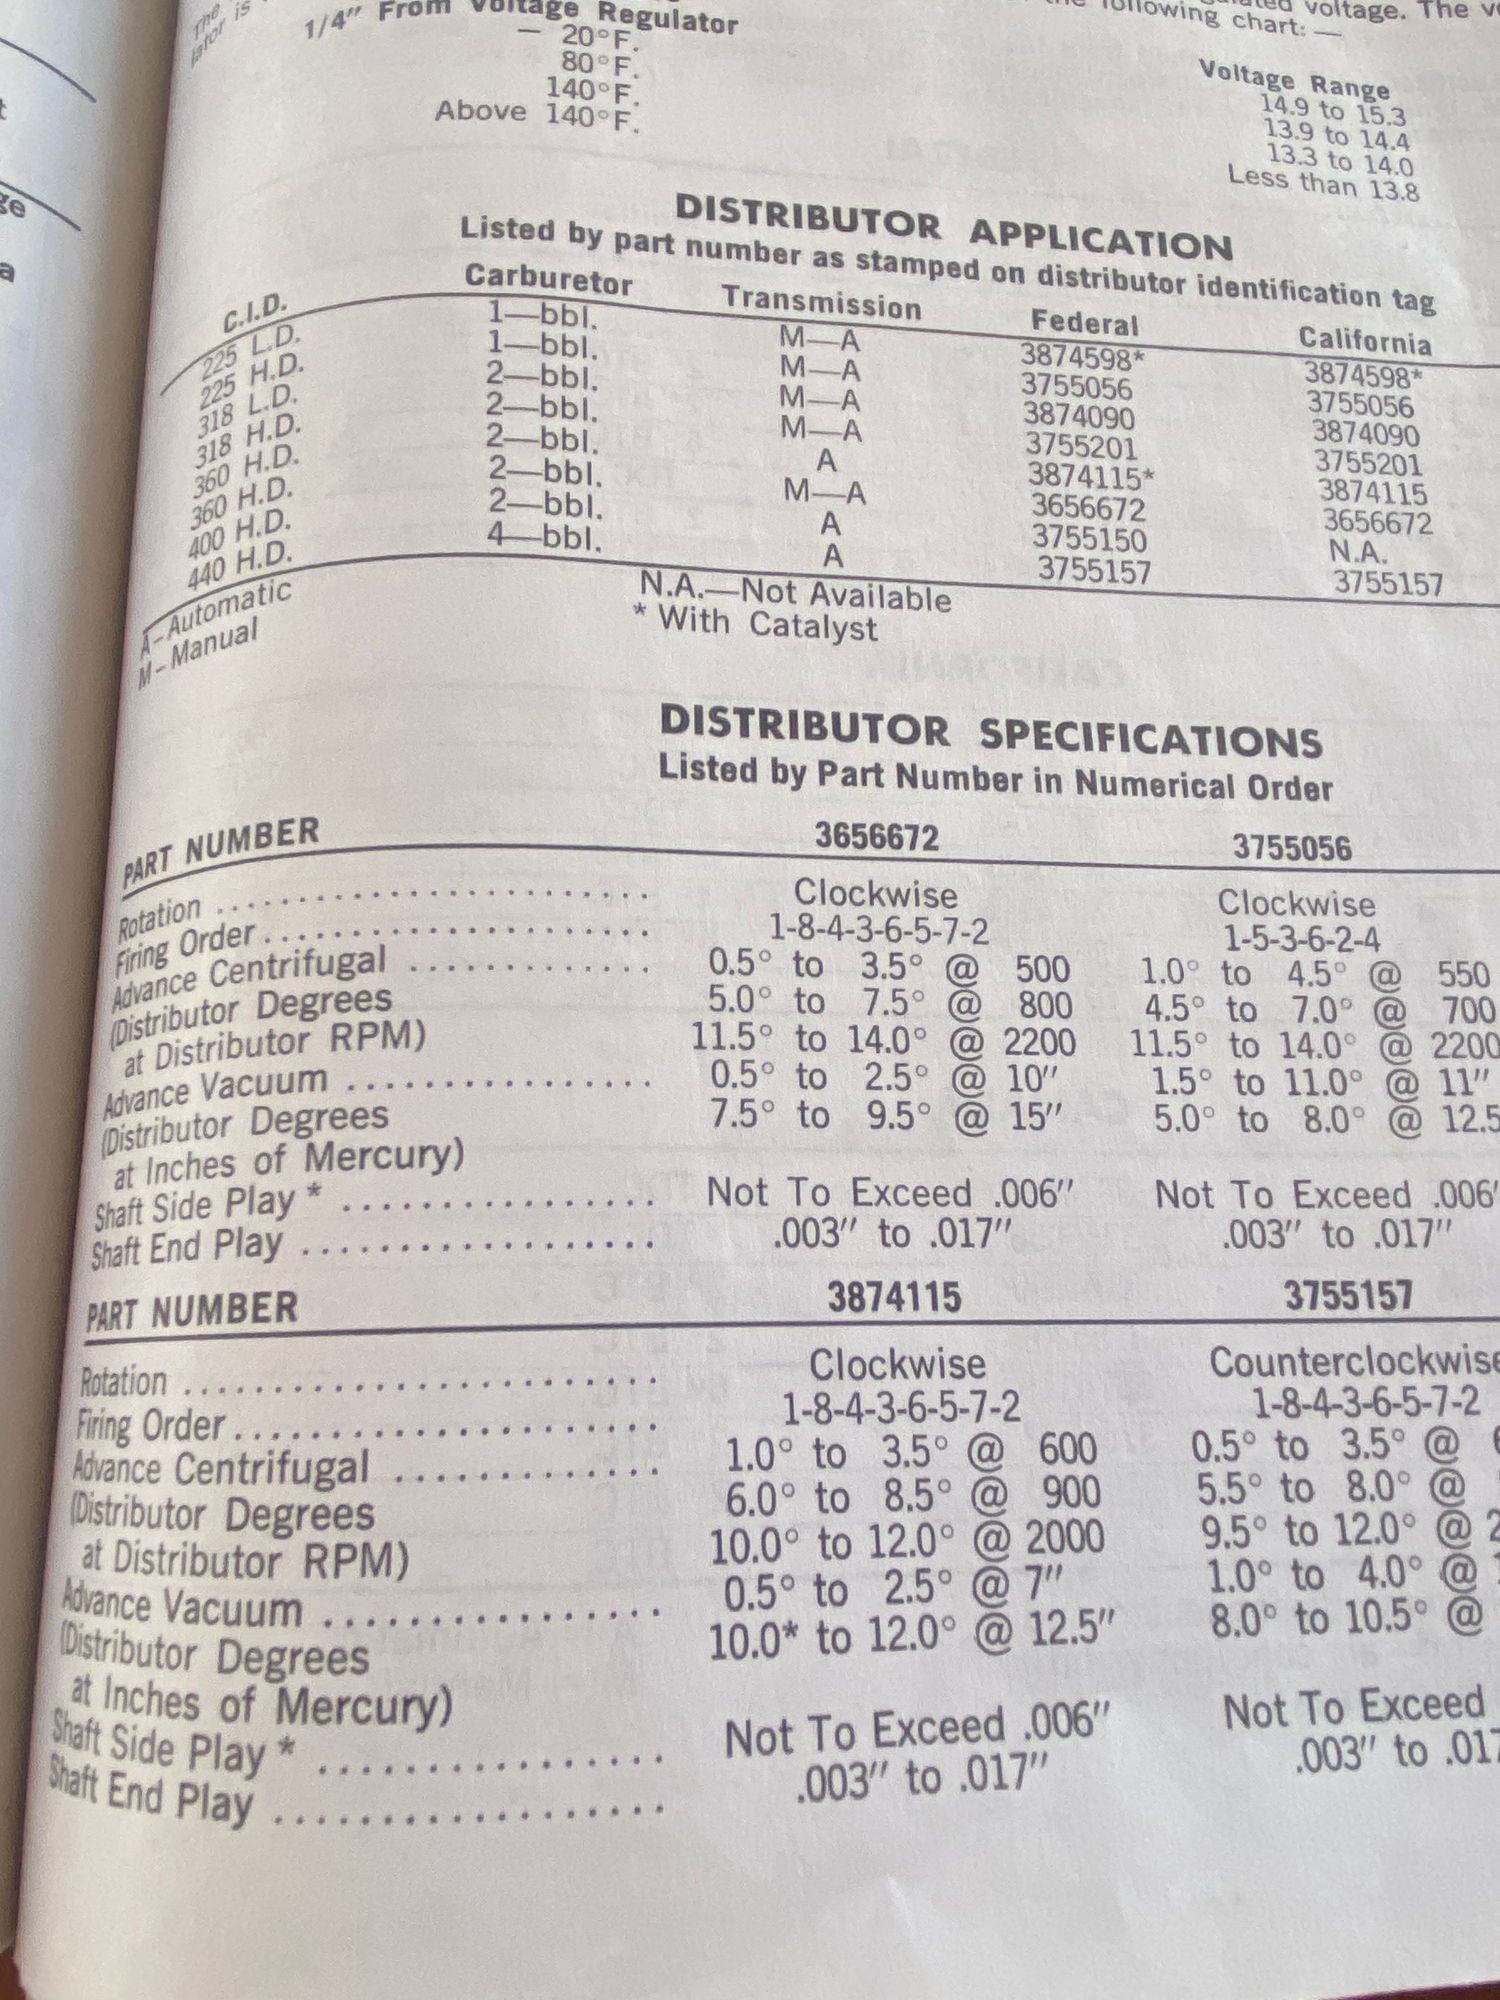 The
lator is
lated voltage. The
following chart: —
1/4″ From Voltage Regulator Voltage Range
— 20°F. 14.9 to 15.3
80°F. 13.9 to 14.4
140°F. 13.3 to 14.0
Above 140°F. Less than 13.8
DISTRIBUTOR APPLICATION
Listed by part number as stamped on distributor identification tag
C.I.D. Carburetor Transmission Federal California
225 L.D. 1—bbl. M—A 3874598* 3874598*
225 H.D. 1—bbl. M—A 3755056 3755056
318 L.D. 2—bbl. M—A 3874090 3874090
318 H.D. 2—bbl. M—A 3755201 3755201
360 H.D. 2—bbl. A 3874115* 3874115
360 H.D. 2—bbl. M—A 3656672 3656672
400 H.D. 2—bbl. A 3755150 N.A.
440 H.D. 4—bbl. A 3755157 3755157
A–Automatic N.A.—Not Available
M–Manual * With Catalyst
DISTRIBUTOR SPECIFICATIONS
Listed by Part Number in Numerical Order
PART NUMBER 3656672 3755056
Rotation Clockwise Clockwise
Firing Order 1-8-4-3-6-5-7-2 1-5-3-6-2-4
Advance Centrifugal 0.5° to 3.5° @ 500 1.0° to 4.5° @ 550
(Distributor Degrees 5.0° to 7.5° @ 800 4.5° to 7.0° @ 700
at Distributor RPM) 11.5° to 14.0° @ 2200 11.5° to 14.0° @ 2200
Advance Vacuum 0.5° to 2.5° @ 10″ 1.5° to 11.0° @ 11″
(Distributor Degrees 7.5° to 9.5° @ 15″ 5.0° to 8.0° @ 12.5
at Inches of Mercury)
Shaft Side Play * Not To Exceed .006″ Not To Exceed .006″
Shaft End Play .003″ to .017″ .003″ to .017″
PART NUMBER 3874115 3755157
Rotation Clockwise Counterclockwise
Firing Order 1-8-4-3-6-5-7-2 1-8-4-3-6-5-7-2
Advance Centrifugal 1.0° to 3.5° @ 600 0.5° to 3.5° @
(Distributor Degrees 6.0° to 8.5° @ 900 5.5° to 8.0° @
at Distributor RPM) 10.0° to 12.0° @ 2000 9.5° to 12.0° @
Advance Vacuum 0.5° to 2.5° @ 7″ 1.0° to 4.0° @
(Distributor Degrees 10.0* to 12.0° @ 12.5″ 8.0° to 10.5° @
at Inches of Mercury)
Shaft Side Play * Not To Exceed .006″ Not To Exceed
Shaft End Play .003″ to .017″ .003″ to .017